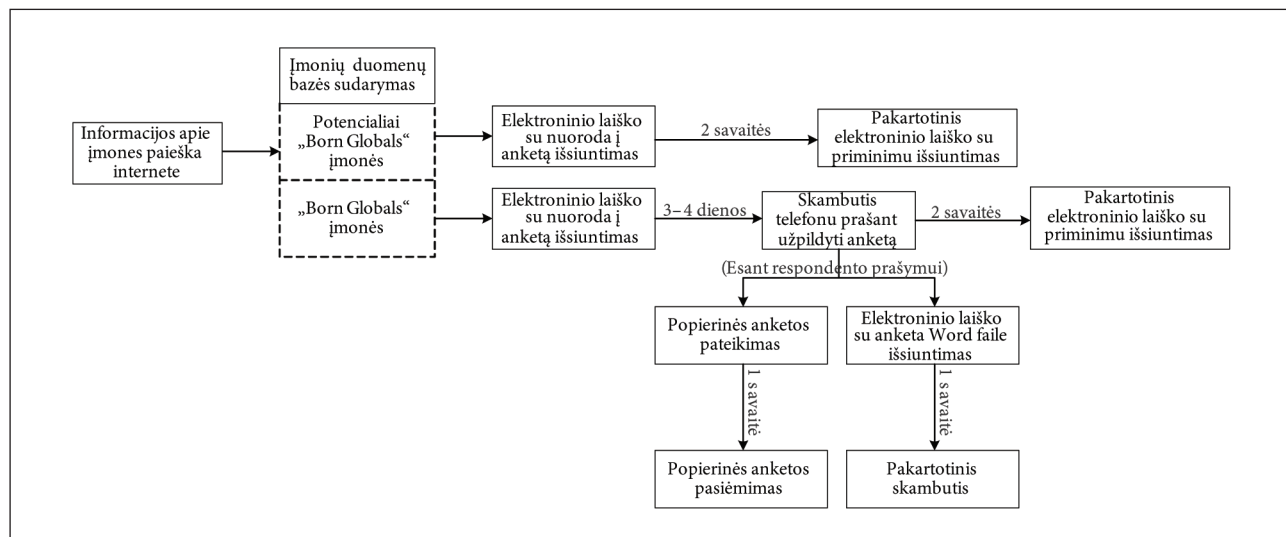 Įmonių duomenų
bazės sudarymas
Informacijos apie
įmones paieška
internete
Potencialiai
„Born Globals“
įmonės
Elektroninio laiško
su nuoroda į
anketą išsiuntimas
2 savaitės
Pakartotinis
elektroninio laiško su
priminimu išsiuntimas
„Born Globals“
įmonės
Elektroninio laiško
su nuoroda į
anketą išsiuntimas
3–4 dienos
Skambutis
telefonu prašant
užpildyti anketą
2 savaitės
Pakartotinis
elektroninio laiško su
priminimu išsiuntimas
(Esant respondento prašymui)
Popierinės anketos
pateikimas
Elektroninio laiško
su anketa Word faile
išsiuntimas
1 savaitė
1 savaitė
Popierinės anketos
pasiėmimas
Pakartotinis
skambutis